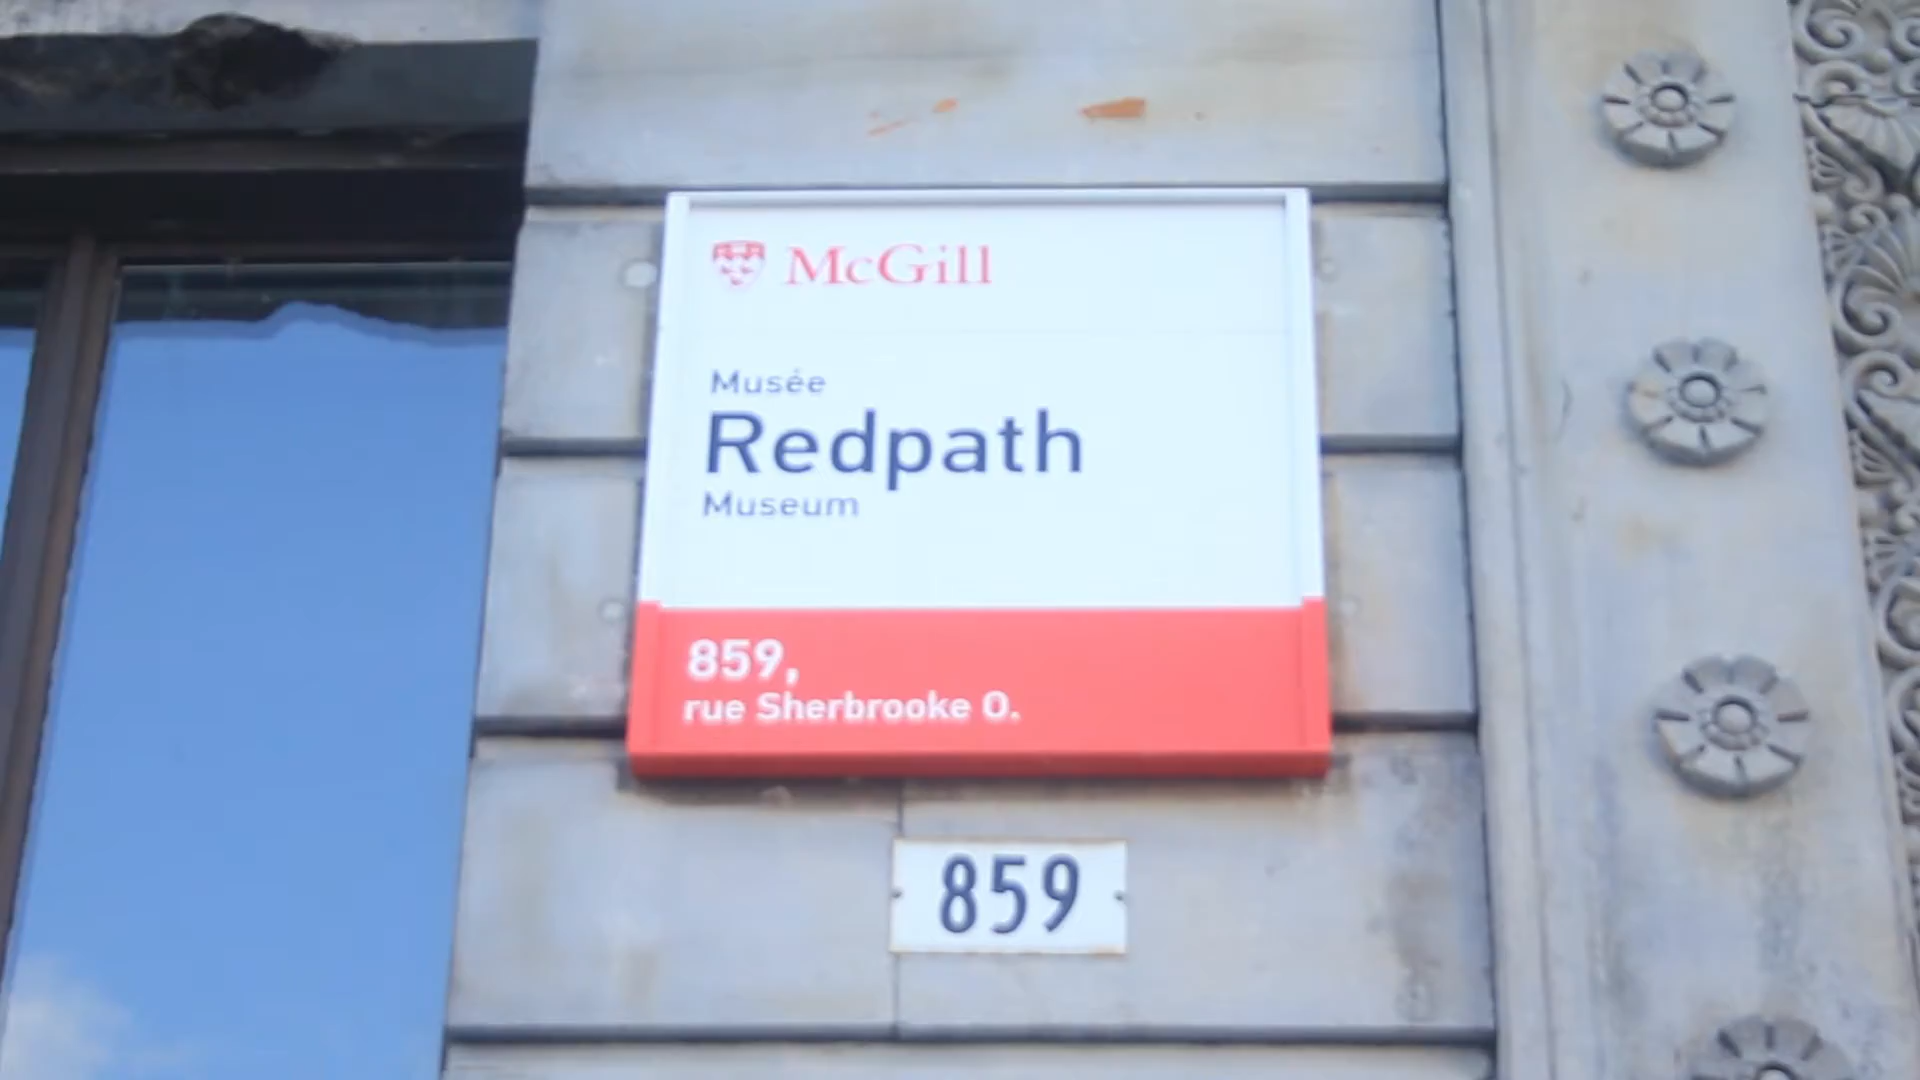 McGill
Musée
Redpath
Museum
859,
rue Sherbrooke O.
859